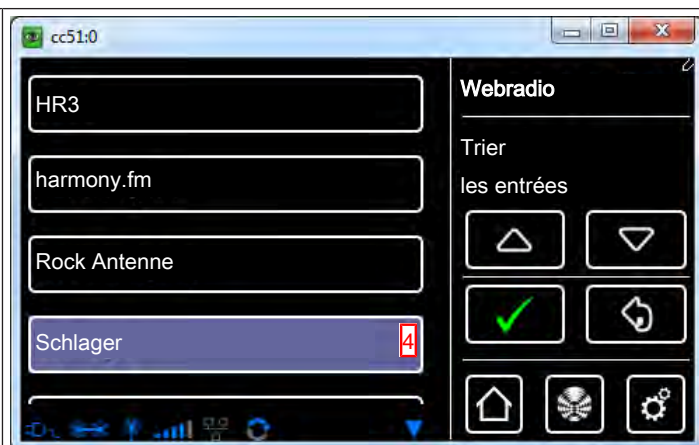 cc51:0
HR3
harmony.fm
Rock Antenne
Schlager 4
Webradio
Trier
les entrées